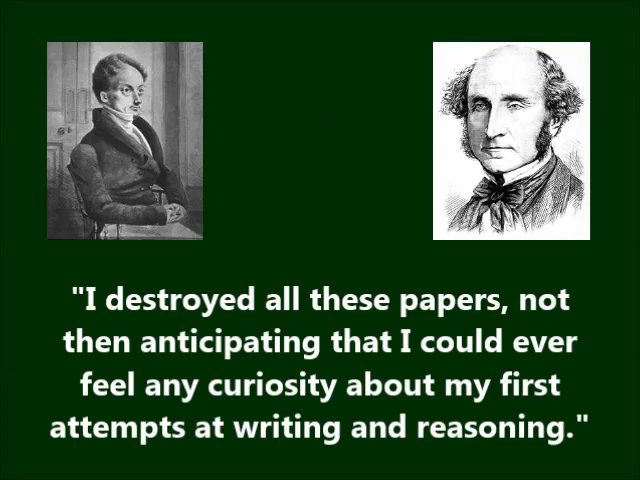 "I destroyed all these papers, not
then anticipating that I could ever
feel any curiosity about my first
attempts at writing and reasoning."